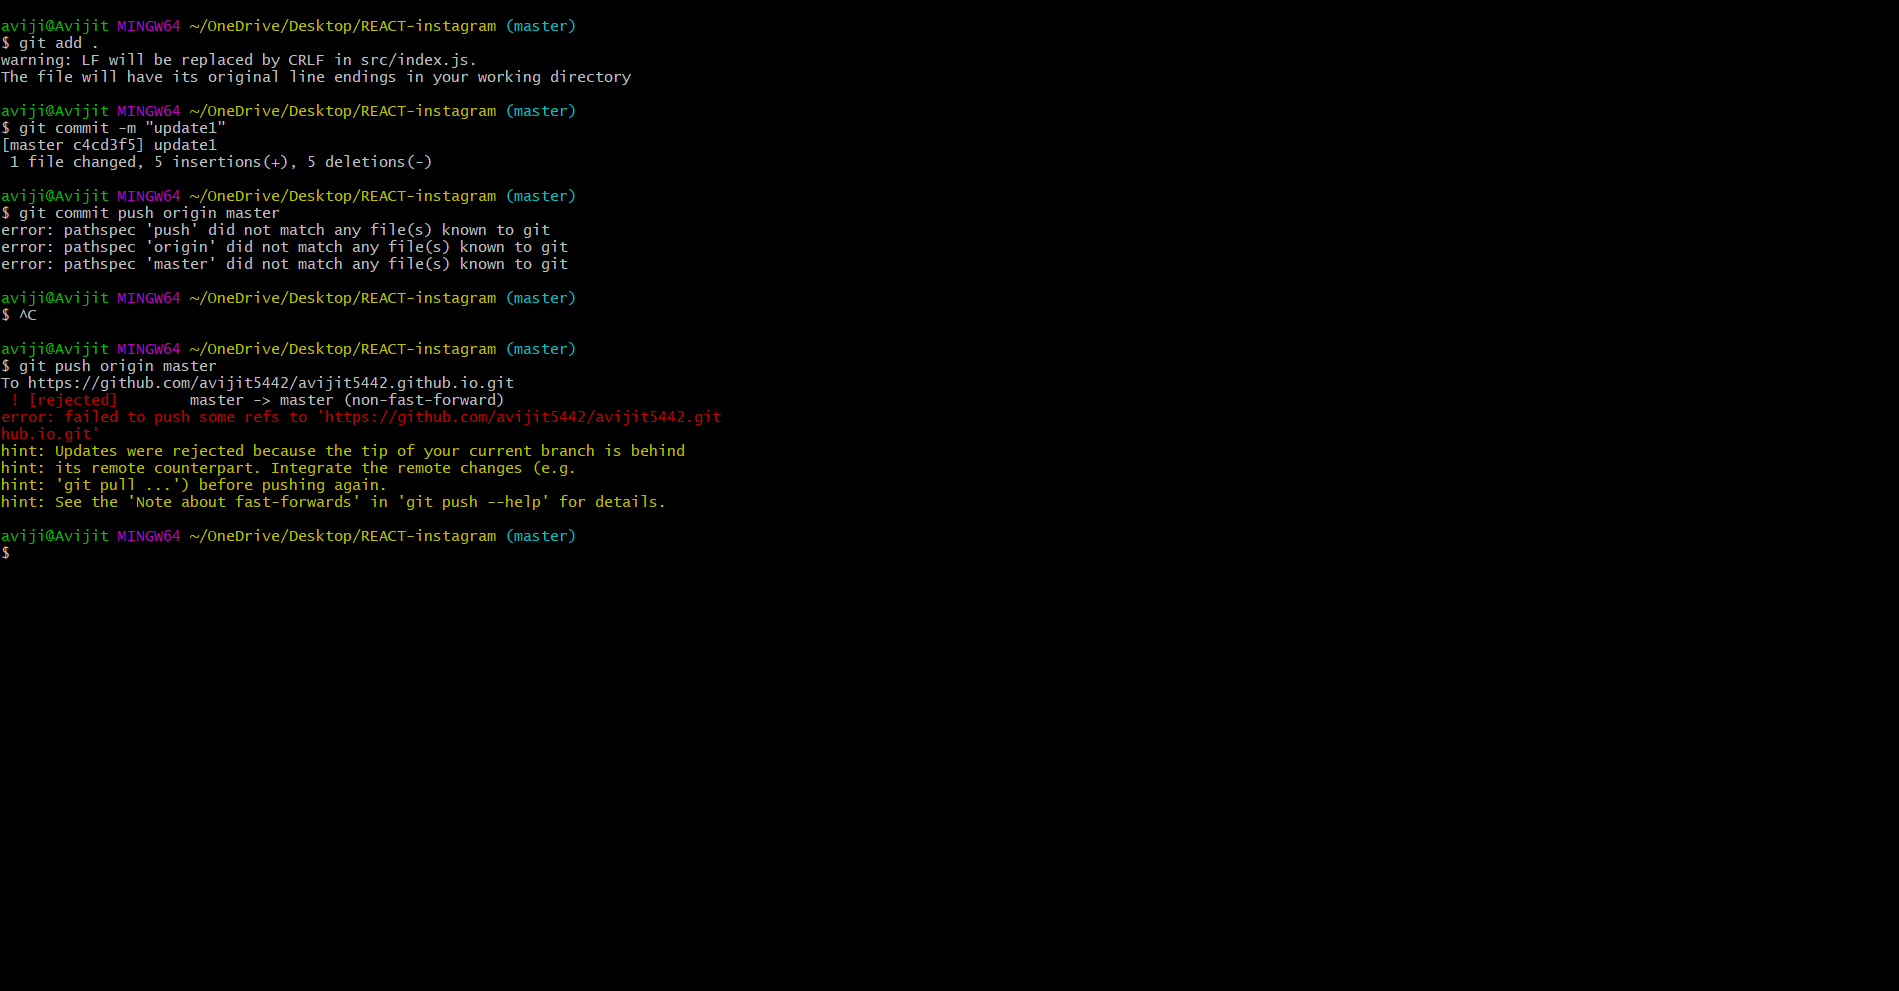 aviji@Avijit MINGW64 ~/OneDrive/Desktop/REACT-instagram (master)
$ git add .
warning: LF will be replaced by CRLF in src/index.js.
The file will have its original line endings in your working directory
aviji@Avijit MINGW64 ~/OneDrive/Desktop/REACT-instagram (master)
$ git commit -m "update1"
[master c4cd3f5] update1
 1 file changed, 5 insertions(+), 5 deletions(-)
aviji@Avijit MINGW64 ~/OneDrive/Desktop/REACT-instagram (master)
$ git commit push origin master
error: pathspec 'push' did not match any file(s) known to git
error: pathspec 'origin' did not match any file(s) known to git
error: pathspec 'master' did not match any file(s) known to git
aviji@Avijit MINGW64 ~/OneDrive/Desktop/REACT-instagram (master)
$ ^C
aviji@Avijit MINGW64 ~/OneDrive/Desktop/REACT-instagram (master)
$ git push origin master
To https://github.com/avijit5442/avijit5442.github.io.git
 ! [rejected]        master -> master (non-fast-forward)
error: failed to push some refs to 'https://github.com/avijit5442/avijit5442.git
hub.io.git'
hint: Updates were rejected because the tip of your current branch is behind
hint: its remote counterpart. Integrate the remote changes (e.g.
hint: 'git pull ...') before pushing again.
hint: See the 'Note about fast-forwards' in 'git push --help' for details.
aviji@Avijit MINGW64 ~/OneDrive/Desktop/REACT-instagram (master)
$